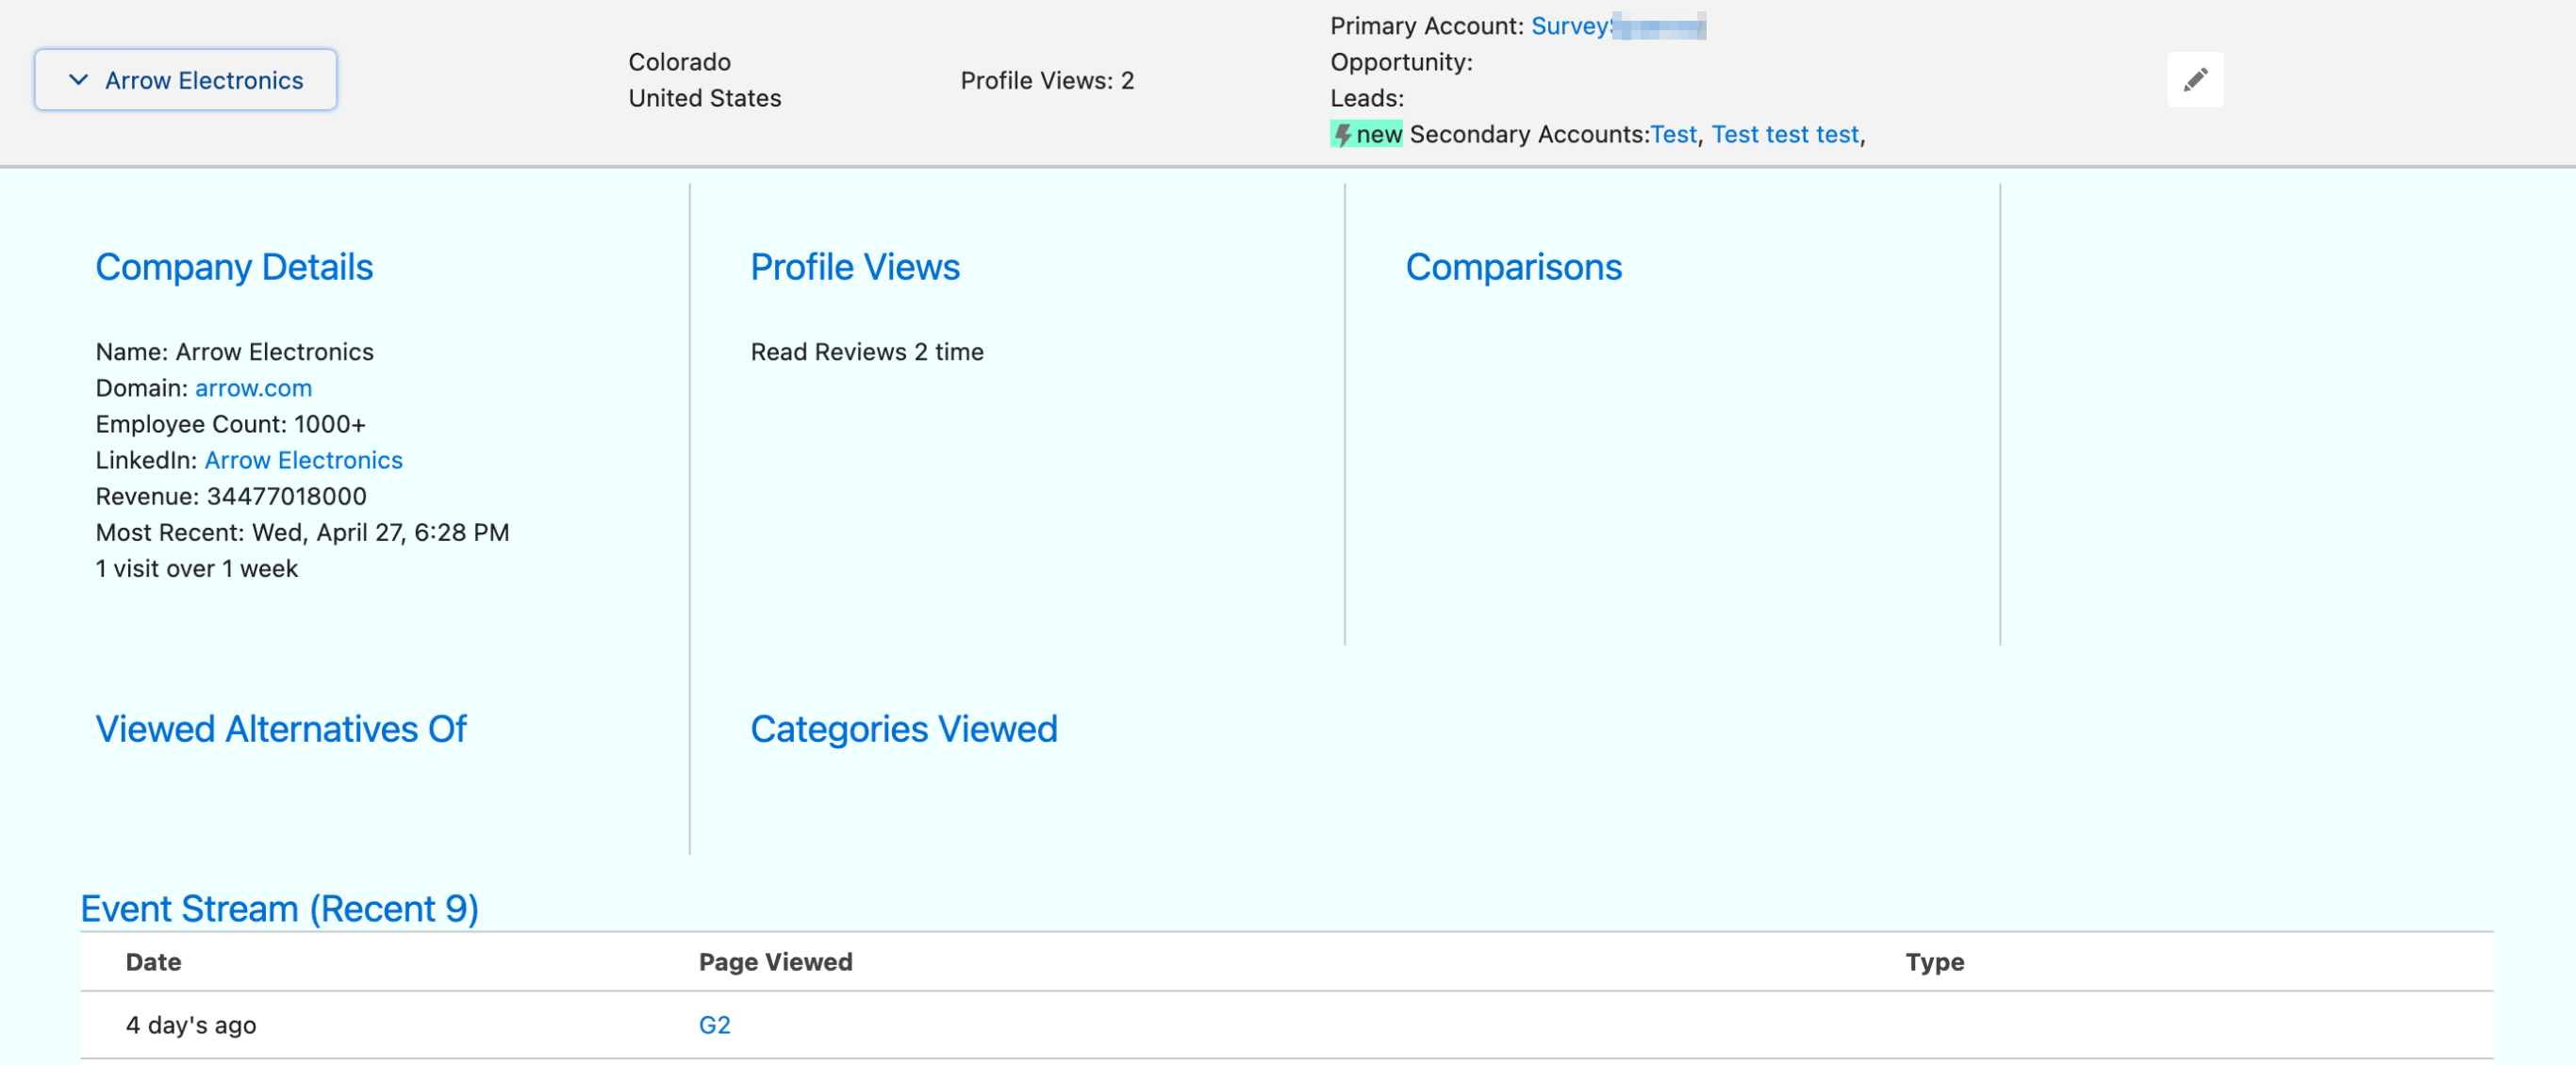 Arrow Electronics
Colorado
United States
Profile Views: 2
Primary Account:
Opportunity:
Leads:
new Secondary Accounts:Test, Test test test,
Company Details
Name: Arrow Electronics
Domain: arrow.com
Employee Count: 1000+
LinkedIn: Arrow Electronics
Revenue: 34477018000
Most Recent: Wed, April 27, 6:28 PM
1 visit over 1 week
Profile Views
Read Reviews 2 time
Comparisons
Viewed Alternatives Of
Categories Viewed
Event Stream (Recent 9)
Date Page Viewed Type
4 day's ago G2